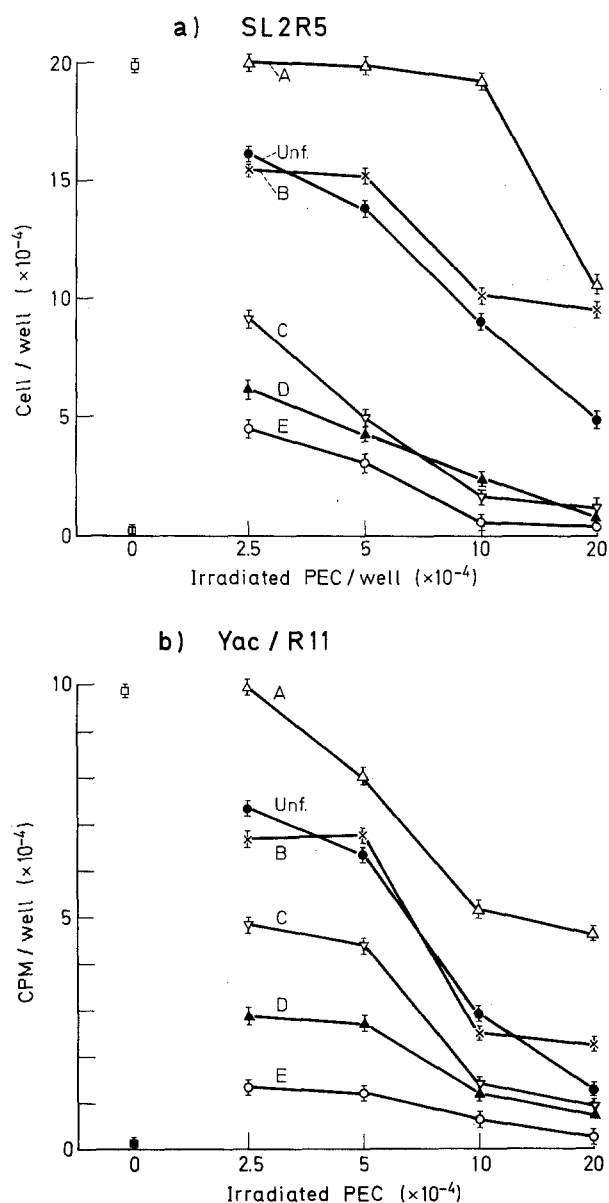 a) SL2R5
20
15
10
5
0
Cell / well (×10⁻⁴)
A
Unf.
B
C
D
E
0 2.5 5 10 20
Irradiated PEC / well (×10⁻⁴)
b) Yac / R11
10
5
0
CPM / well (×10⁻⁴)
A
Unf.
B
C
D
E
0 2.5 5 10 20
Irradiated PEC (×10⁻⁴)